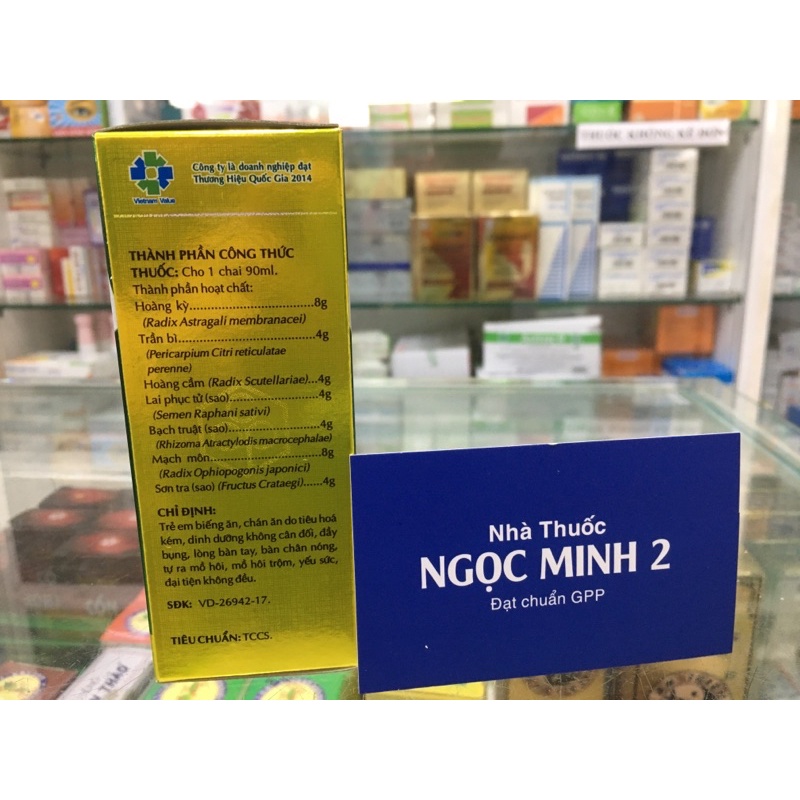 Vietnam Value
Công ty là doanh nghiệp đạt
Thương Hiệu Quốc Gia 2014
THÀNH PHẦN CÔNG THỨC
THUỐC: Cho 1 chai 90ml.
Thành phần hoạt chất:
Hoàng kỳ..............................8g
(Radix Astragali membranacei)
Trần bì.................................4g
(Pericarpium Citri reticulatae
perenne)
Hoàng cầm (Radix Scutellariae)...4g
Lai phục tử (sao)......................4g
(Semen Raphani sativi)
Bạch truật (sao)......................4g
(Rhizoma Atractylodis macrocephalae)
Mạch môn............................8g
(Radix Ophiopogonis japonici)
Sơn tra (sao) (Fructus Crataegi)......4g
CHỈ ĐỊNH:
Trẻ em biếng ăn, chán ăn do tiêu hoá
kém, dinh dưỡng không cân đối, đầy
bụng, lòng bàn tay, bàn chân nóng,
tự ra mồ hôi, mồ hôi trộm, yếu sức,
đại tiện không đều.
SĐK: VD-26942-17.
TIÊU CHUẨN: TCCS.
THUỐC KHÔNG KÊ ĐƠN
Nhà Thuốc
NGỌC MINH 2
Đạt chuẩn GPP